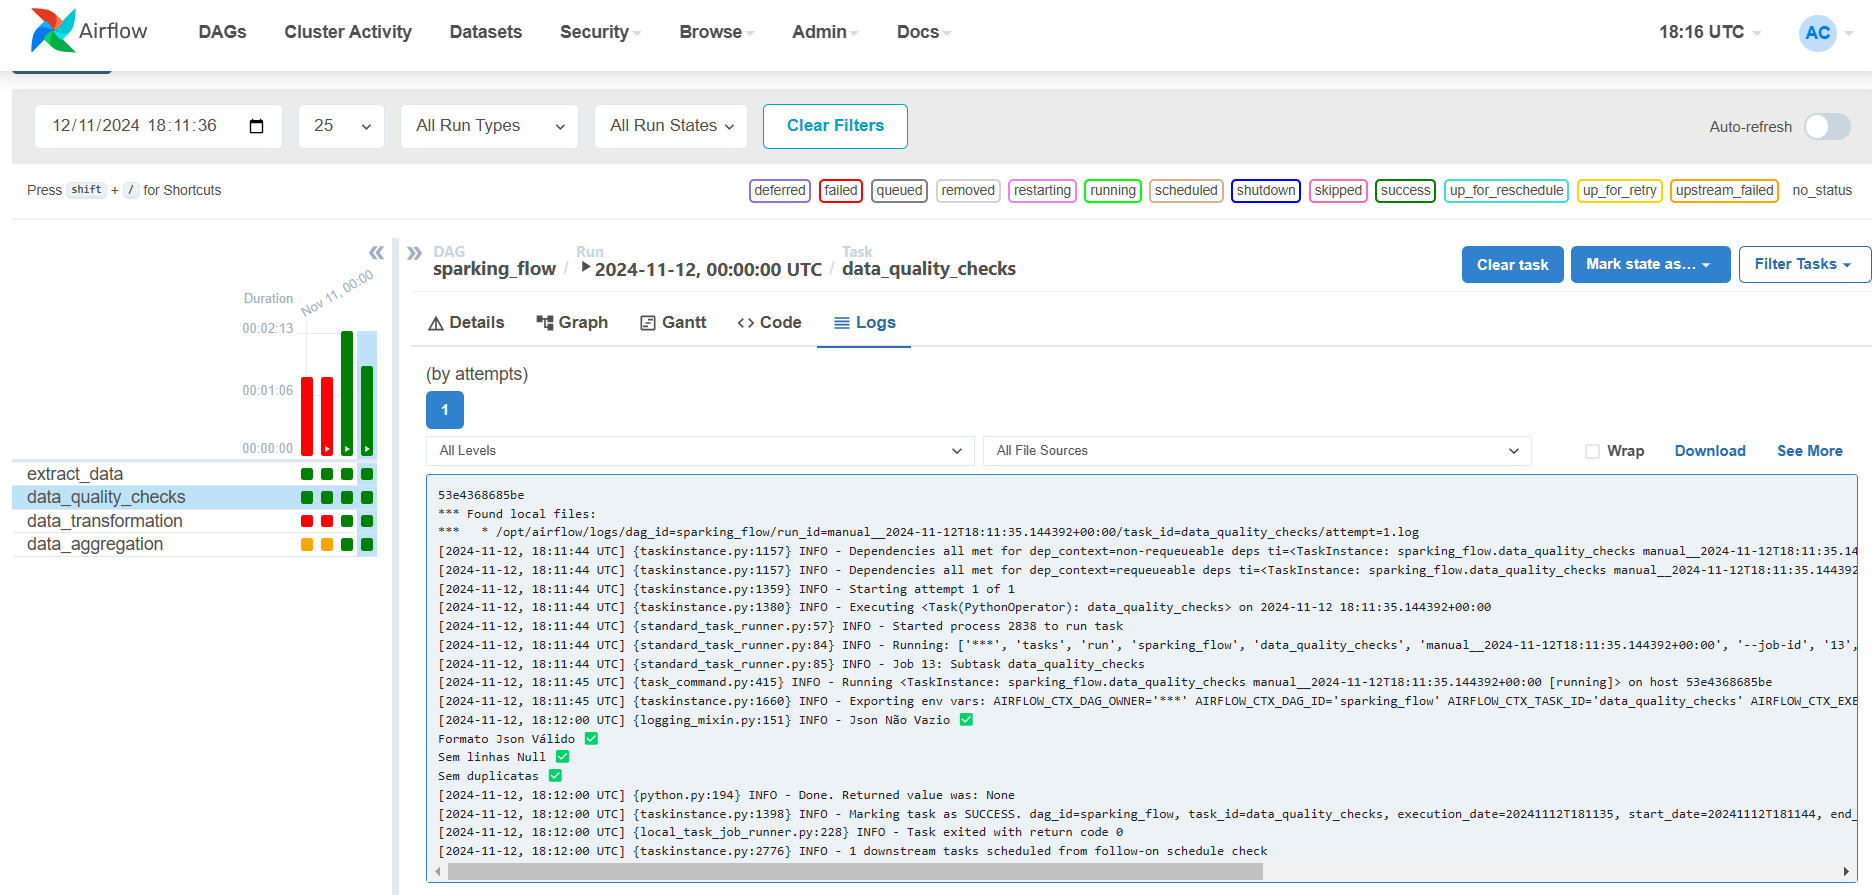 Airflow DAGs Cluster Activity Datasets Security Browse Admin Docs 18:16 UTC AC
12/11/2024 18:11:36 25 All Run Types All Run States Clear Filters Auto-refresh
Press shift + / for Shortcuts deferred failed queued removed restarting running scheduled shutdown skipped success up_for_reschedule up_for_retry upstream_failed no_status
DAG Run Task
sparking_flow / 2024-11-12, 00:00:00 UTC / data_quality_checks Clear task Mark state as... Filter Tasks
Nov 11, 00:00
Duration
00:02:13
00:01:06
00:00:00
extract_data
data_quality_checks
data_transformation
data_aggregation
Details Graph Gantt Code Logs
(by attempts)
1
All Levels All File Sources Wrap Download See More
53e4368685be
*** Found local files:
***   * /opt/airflow/logs/dag_id=sparking_flow/run_id=manual__2024-11-12T18:11:35.144392+00:00/task_id=data_quality_checks/attempt=1.log
[2024-11-12, 18:11:44 UTC] {taskinstance.py:1157} INFO - Dependencies all met for dep_context=non-requeueable deps ti=<TaskInstance: sparking_flow.data_quality_checks manual__2024-11-12T18:11:35.14
[2024-11-12, 18:11:44 UTC] {taskinstance.py:1157} INFO - Dependencies all met for dep_context=requeueable deps ti=<TaskInstance: sparking_flow.data_quality_checks manual__2024-11-12T18:11:35.144392
[2024-11-12, 18:11:44 UTC] {taskinstance.py:1359} INFO - Starting attempt 1 of 1
[2024-11-12, 18:11:44 UTC] {taskinstance.py:1380} INFO - Executing <Task(PythonOperator): data_quality_checks> on 2024-11-12 18:11:35.144392+00:00
[2024-11-12, 18:11:44 UTC] {standard_task_runner.py:57} INFO - Started process 2838 to run task
[2024-11-12, 18:11:44 UTC] {standard_task_runner.py:84} INFO - Running: ['***', 'tasks', 'run', 'sparking_flow', 'data_quality_checks', 'manual__2024-11-12T18:11:35.144392+00:00', '--job-id', '13',
[2024-11-12, 18:11:44 UTC] {standard_task_runner.py:85} INFO - Job 13: Subtask data_quality_checks
[2024-11-12, 18:11:45 UTC] {task_command.py:415} INFO - Running <TaskInstance: sparking_flow.data_quality_checks manual__2024-11-12T18:11:35.144392+00:00 [running]> on host 53e4368685be
[2024-11-12, 18:11:45 UTC] {taskinstance.py:1660} INFO - Exporting env vars: AIRFLOW_CTX_DAG_OWNER='***' AIRFLOW_CTX_DAG_ID='sparking_flow' AIRFLOW_CTX_TASK_ID='data_quality_checks' AIRFLOW_CTX_EXE
[2024-11-12, 18:12:00 UTC] {logging_mixin.py:151} INFO - Json Não Vazio ✅
Formato Json Válido ✅
Sem linhas Null ✅
Sem duplicatas ✅
[2024-11-12, 18:12:00 UTC] {python.py:194} INFO - Done. Returned value was: None
[2024-11-12, 18:12:00 UTC] {taskinstance.py:1398} INFO - Marking task as SUCCESS. dag_id=sparking_flow, task_id=data_quality_checks, execution_date=20241112T181135, start_date=20241112T181144, end_
[2024-11-12, 18:12:00 UTC] {local_task_job_runner.py:228} INFO - Task exited with return code 0
[2024-11-12, 18:12:00 UTC] {taskinstance.py:2776} INFO - 1 downstream tasks scheduled from follow-on schedule check